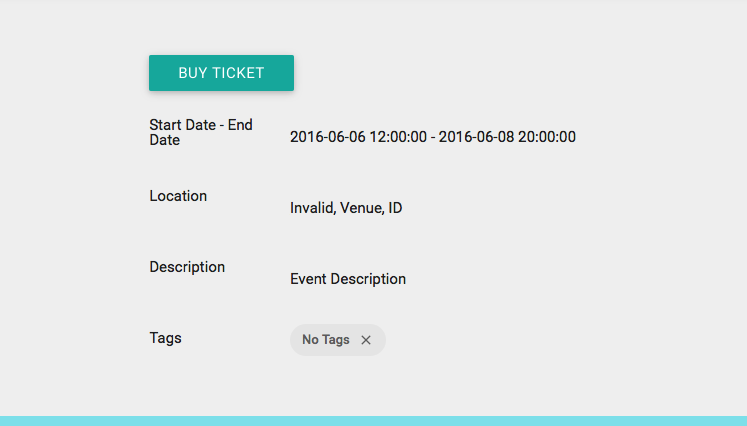 BUY TICKET
Start Date - End
Date
2016-06-06 12:00:00 - 2016-06-08 20:00:00
Location
Invalid, Venue, ID
Description
Event Description
Tags
No Tags ×